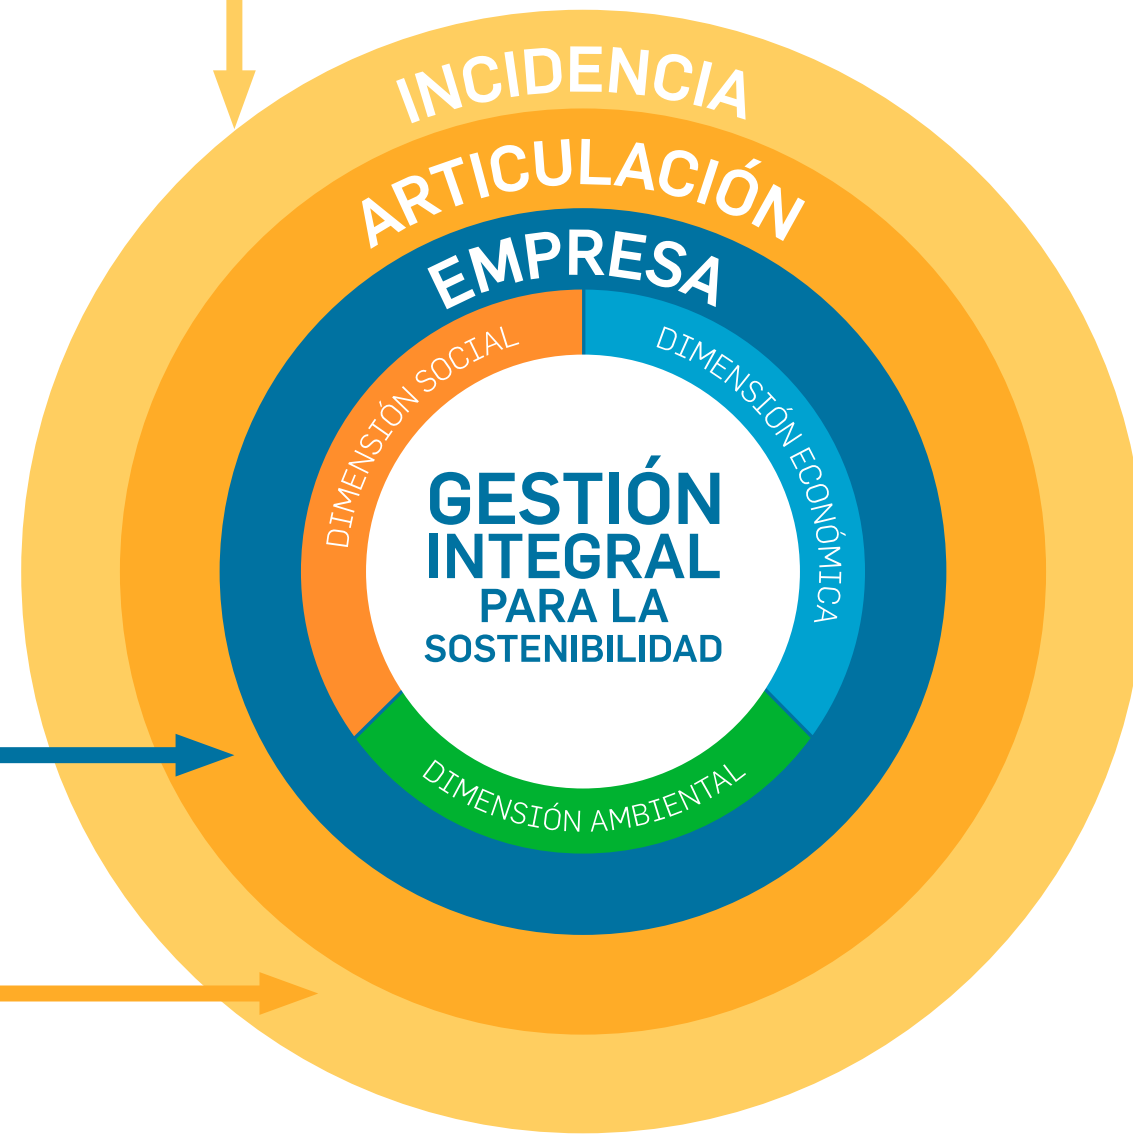 INCIDENCIA
ARTICULACIÓN
EMPRESA
DIMENSIÓN SOCIAL
DIMENSIÓN ECONÓMICA
GESTIÓN
INTEGRAL
PARA LA
SOSTENIBILIDAD
DIMENSIÓN AMBIENTAL